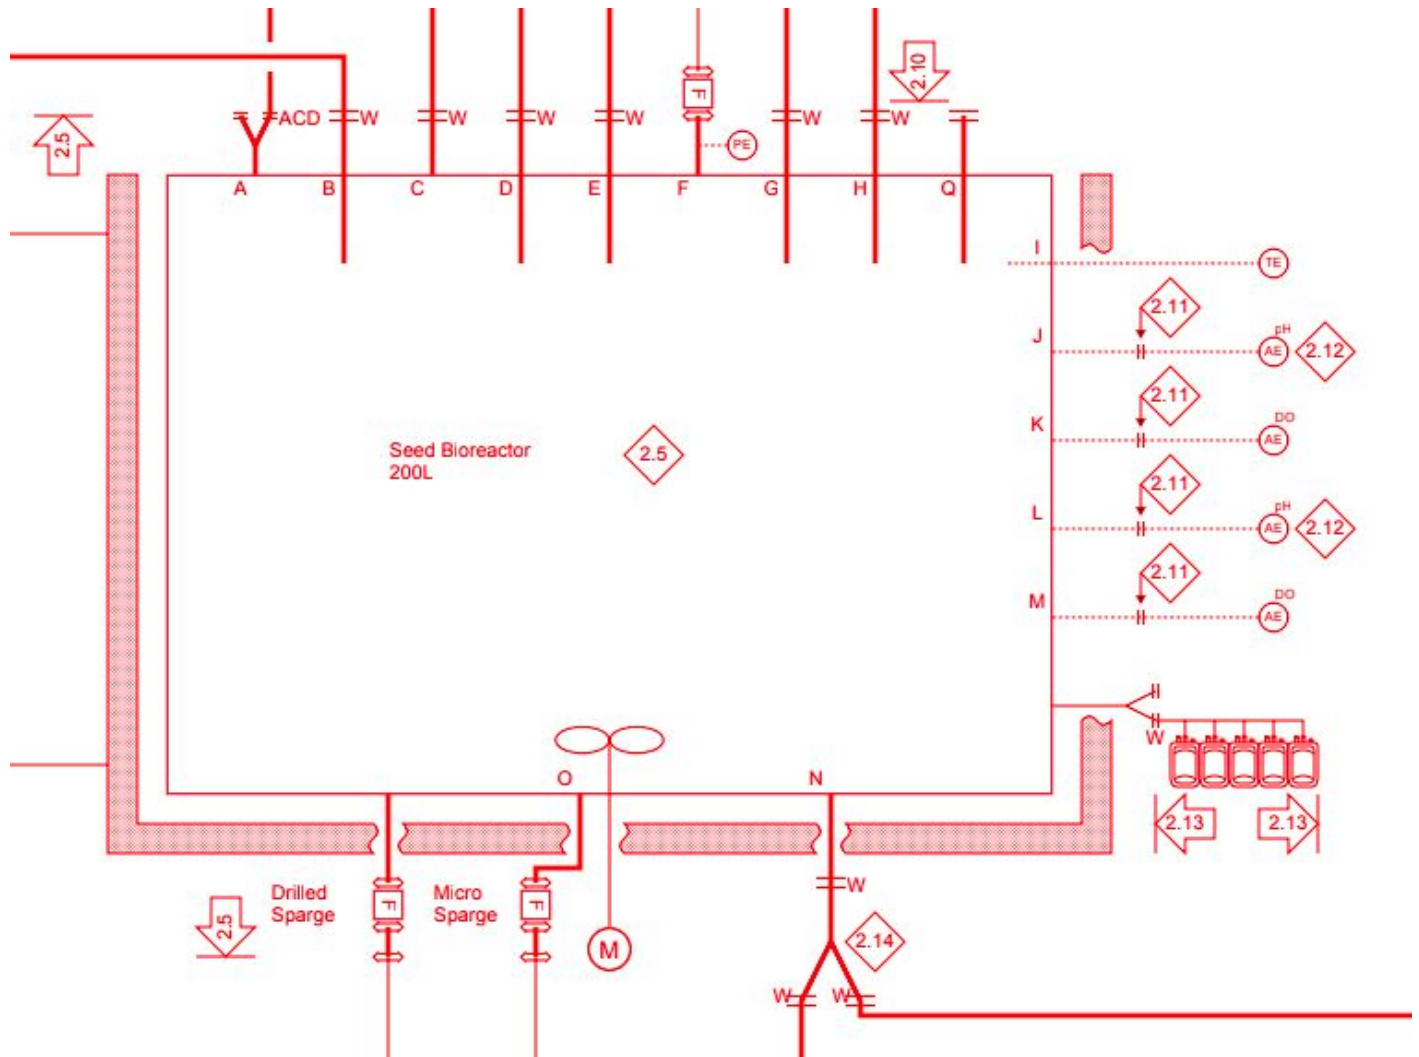 2.10
F
ACD
W
W
W
W
W
W
2.5
PE
A
B
C
D
E
F
G
H
Q
I
TE
2.11
J
pH
AE
2.12
2.11
K
DO
AE
Seed Bioreactor
200L
2.5
2.11
L
pH
AE
2.12
2.11
M
DO
AE
W
O
N
2.13
2.13
Drilled
Sparge
F
Micro
Sparge
F
W
2.5
M
2.14
W
W